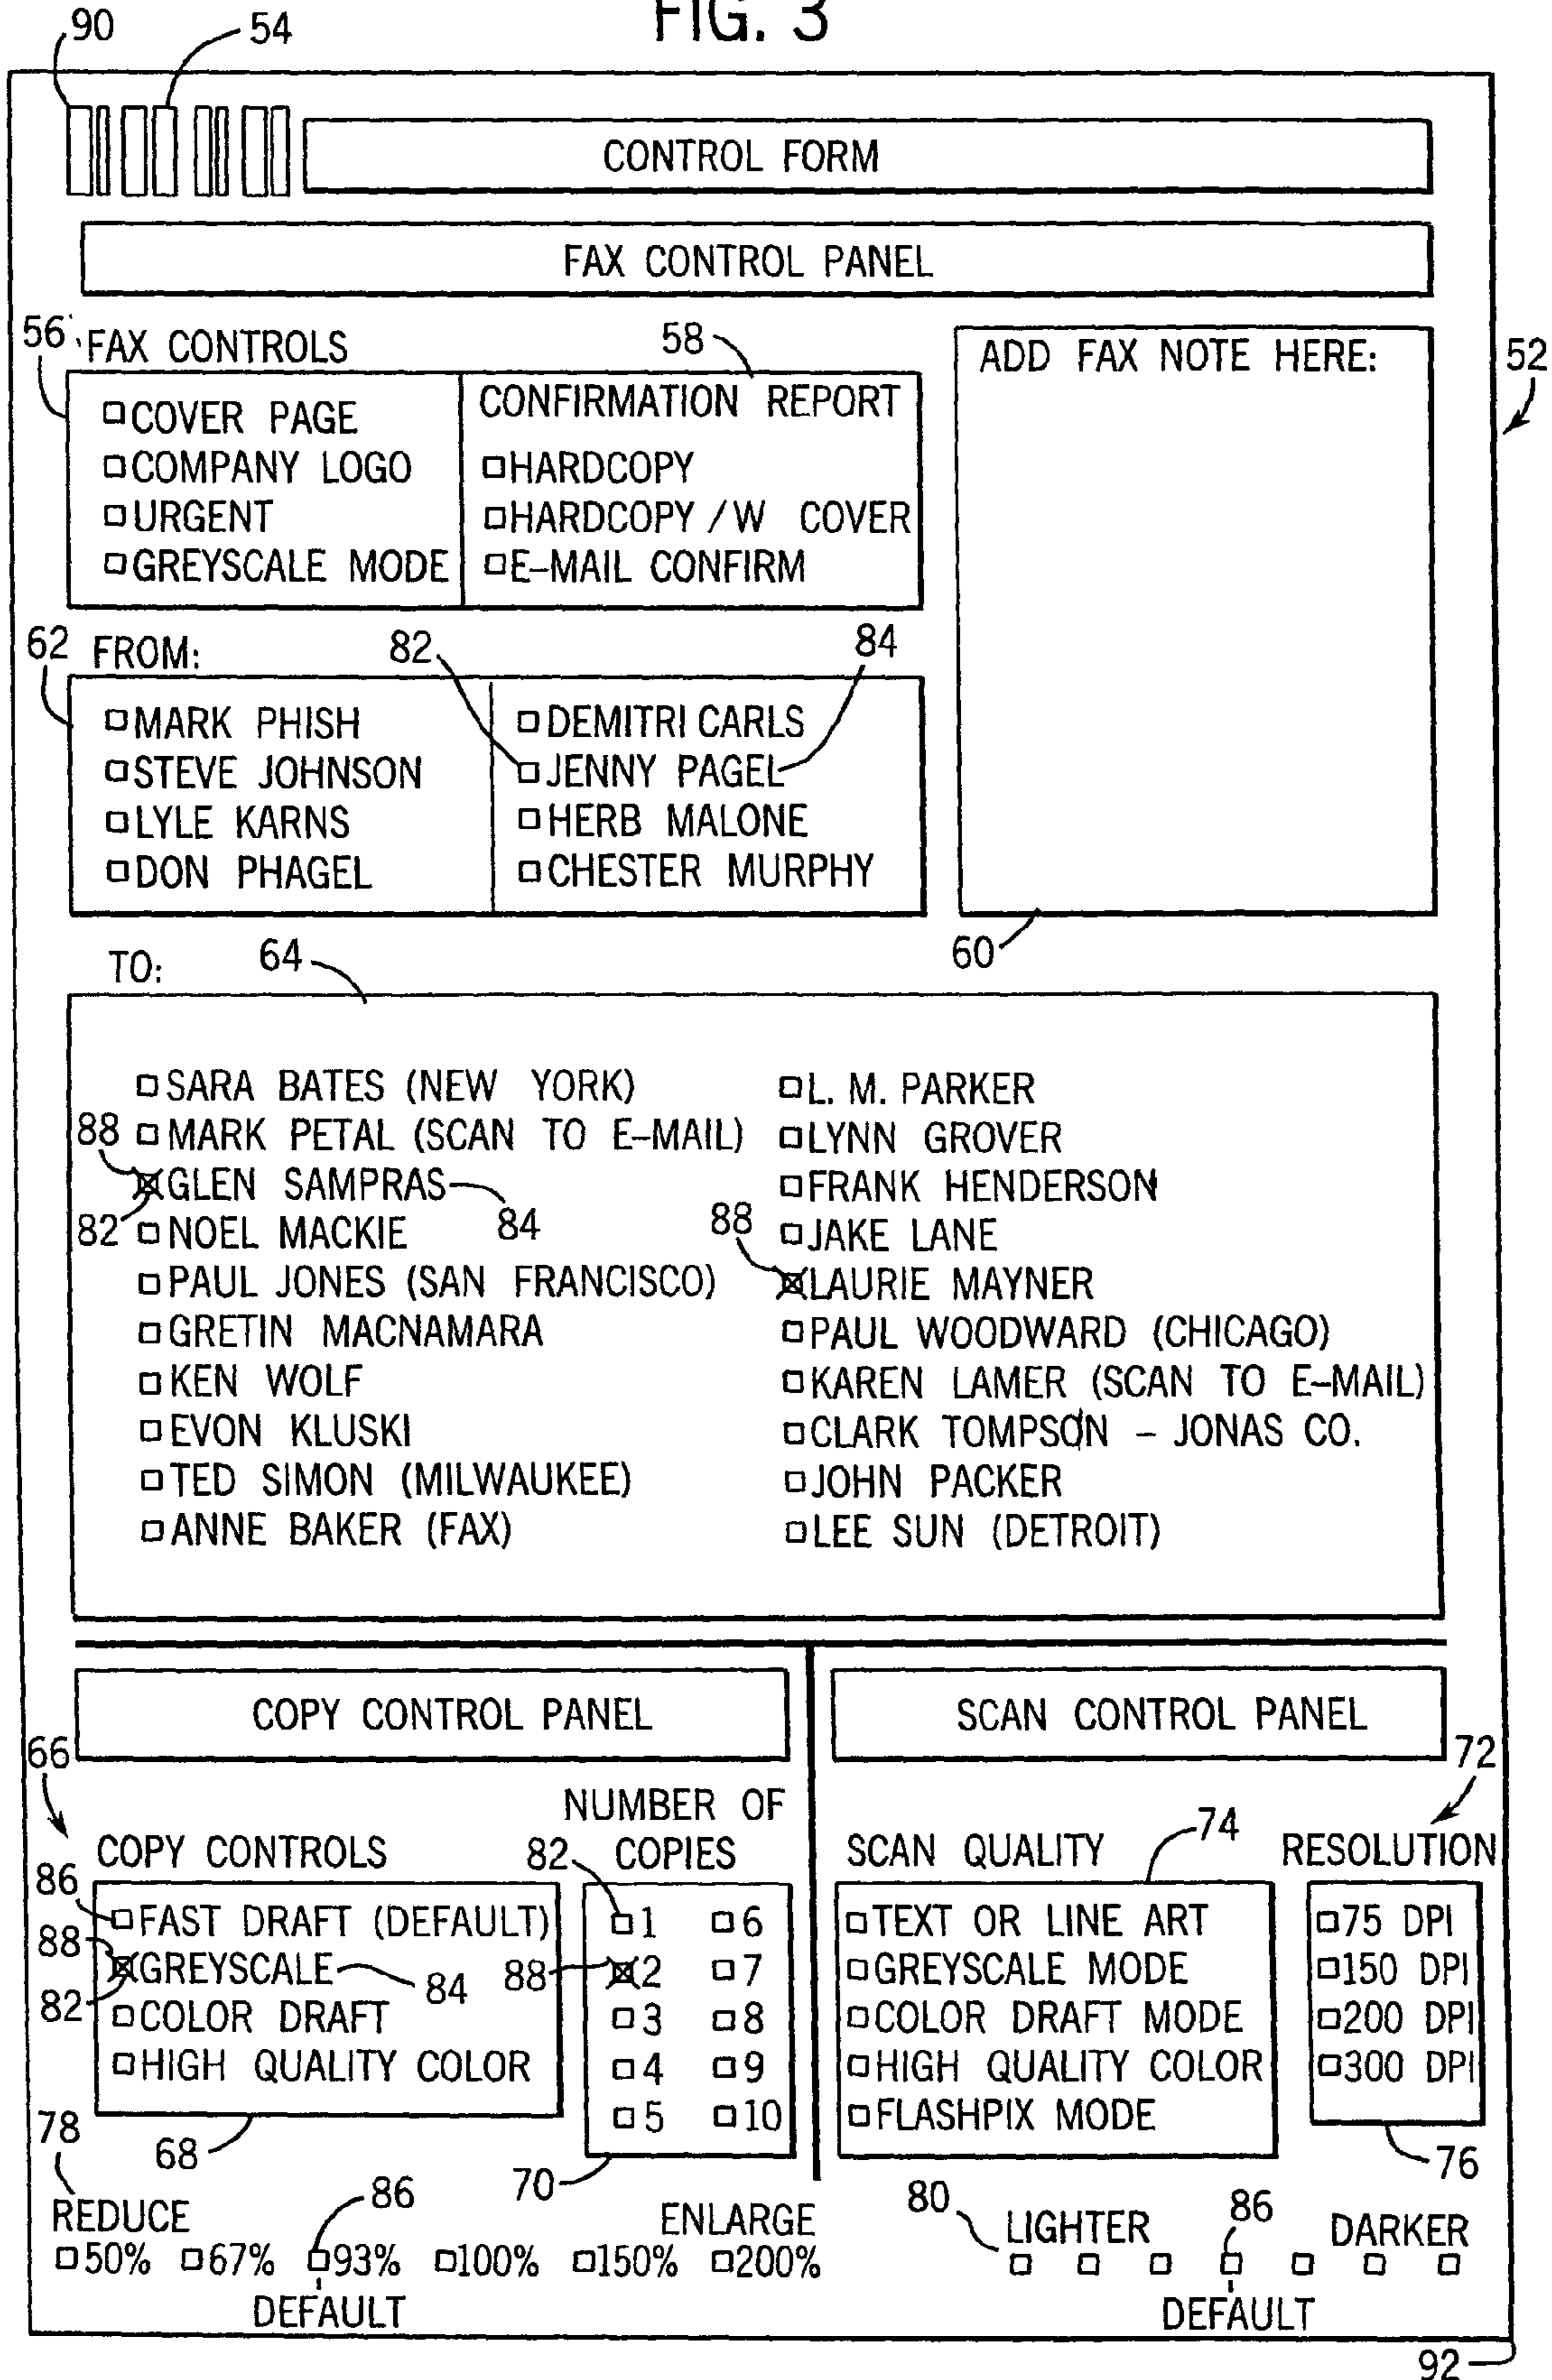 FIG. 3
90 54
CONTROL FORM
FAX CONTROL PANEL
56 FAX CONTROLS 58
52
ADD FAX NOTE HERE:
COVER PAGE
COMPANY LOGO
URGENT
GREYSCALE MODE
CONFIRMATION REPORT
HARDCOPY
HARDCOPY /W COVER
E-MAIL CONFIRM
62 FROM: 82 84
MARK PHISH
STEVE JOHNSON
LYLE KARNS
DON PHAGEL
DEMITRI CARLS
JENNY PAGEL
HERB MALONE
CHESTER MURPHY
60
TO: 64
SARA BATES (NEW YORK)
88 MARK PETAL (SCAN TO E-MAIL)
GLEN SAMPRAS
82 NOEL MACKIE 84
PAUL JONES (SAN FRANCISCO)
GRETIN MACNAMARA
KEN WOLF
EVON KLUSKI
TED SIMON (MILWAUKEE)
ANNE BAKER (FAX)
L. M. PARKER
LYNN GROVER
FRANK HENDERSON
88 JAKE LANE
LAURIE MAYNER
PAUL WOODWARD (CHICAGO)
KAREN LAMER (SCAN TO E-MAIL)
CLARK TOMPSON - JONAS CO.
JOHN PACKER
LEE SUN (DETROIT)
COPY CONTROL PANEL
66
COPY CONTROLS
86
FAST DRAFT (DEFAULT)
88
GREYSCALE 84
82
COLOR DRAFT
HIGH QUALITY COLOR
68
NUMBER OF
82 COPIES
1 6
88 2 7
3 8
4 9
5 10
70
SCAN CONTROL PANEL
72
74
SCAN QUALITY
TEXT OR LINE ART
GREYSCALE MODE
COLOR DRAFT MODE
HIGH QUALITY COLOR
FLASHPIX MODE
RESOLUTION
75 DPI
150 DPI
200 DPI
300 DPI
76
78
REDUCE 86 ENLARGE
50% 67% 93% 100% 150% 200%
DEFAULT
80 LIGHTER 86 DARKER
DEFAULT
92